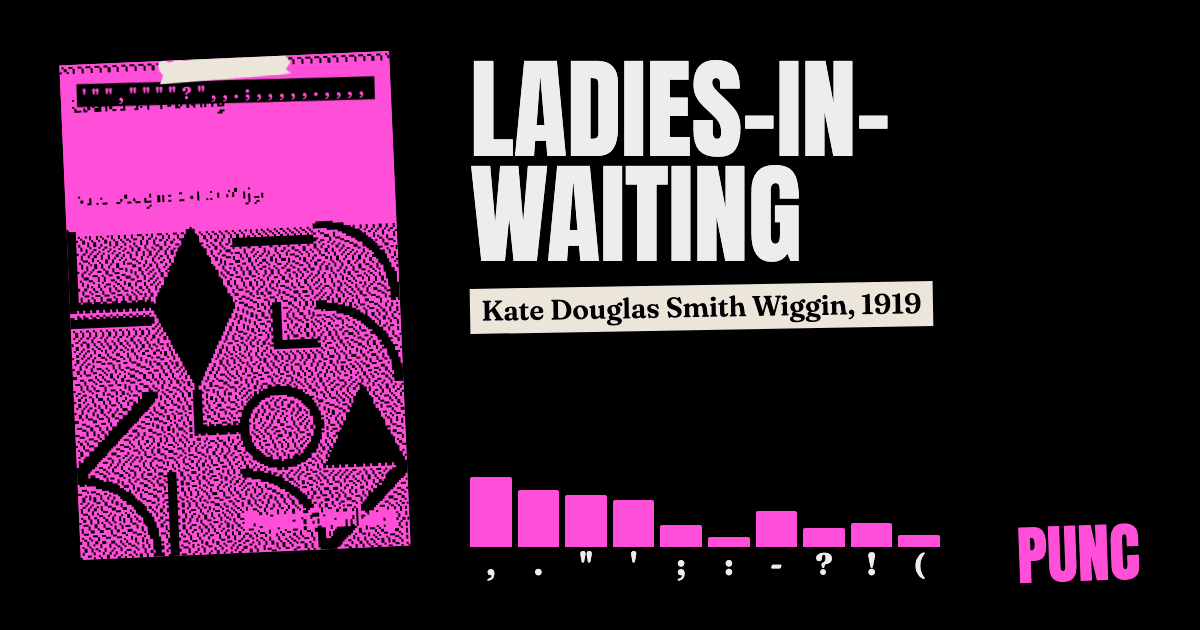 '"","""""?",,.;,,,,,.,,,,
LADIES-IN-
WAITING
Kate Douglas Smith Wiggin, 1919
, . " ' ; : - ? ! (
PUNC